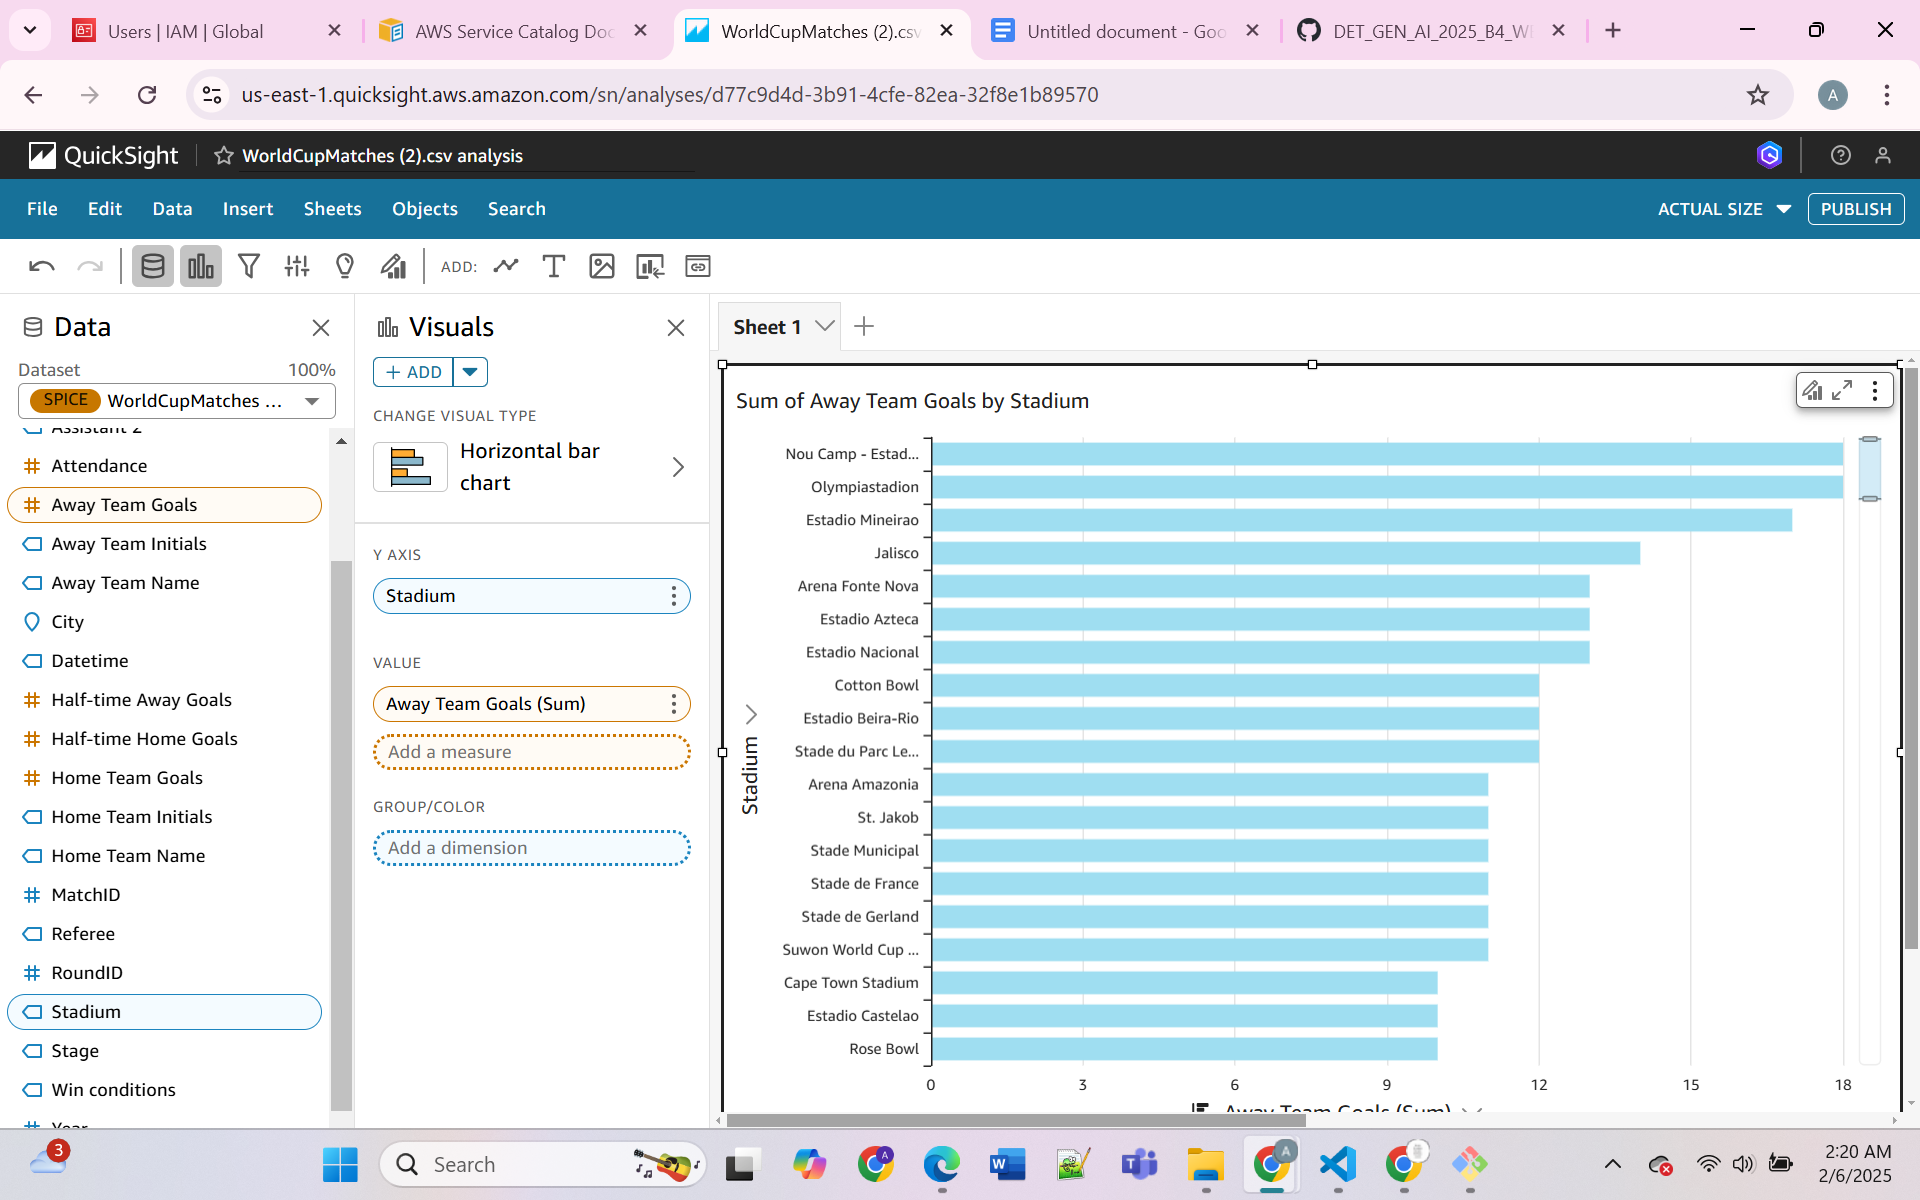 Users | IAM | Global
AWS Service Catalog Doc
WorldCupMatches (2).csv
Untitled document - Goo
DET_GEN_AI_2025_B4_WE
us-east-1.quicksight.aws.amazon.com/sn/analyses/d77c9d4d-3b91-4cfe-82ea-32f8e1b89570
A
QuickSight
WorldCupMatches (2).csv analysis
File Edit Data Insert Sheets Objects Search
ACTUAL SIZE
PUBLISH
ADD:
Data
Dataset 100%
SPICE WorldCupMatches ...
Assistant 2
Attendance
Away Team Goals
Away Team Initials
Away Team Name
City
Datetime
Half-time Away Goals
Half-time Home Goals
Home Team Goals
Home Team Initials
Home Team Name
MatchID
Referee
RoundID
Stadium
Stage
Win conditions
Year
Visuals
+ ADD
CHANGE VISUAL TYPE
Horizontal bar
chart
Y AXIS
Stadium
VALUE
Away Team Goals (Sum)
Add a measure
GROUP/COLOR
Add a dimension
Sheet 1
Sum of Away Team Goals by Stadium
Stadium
Nou Camp - Estad...
Olympiastadion
Estadio Mineirao
Jalisco
Arena Fonte Nova
Estadio Azteca
Estadio Nacional
Cotton Bowl
Estadio Beira-Rio
Stade du Parc Le...
Arena Amazonia
St. Jakob
Stade Municipal
Stade de France
Stade de Gerland
Suwon World Cup ...
Cape Town Stadium
Estadio Castelao
Rose Bowl
0 3 6 9 12 15 18
Away Team Goals (Sum)
3
Search
2:20 AM
2/6/2025